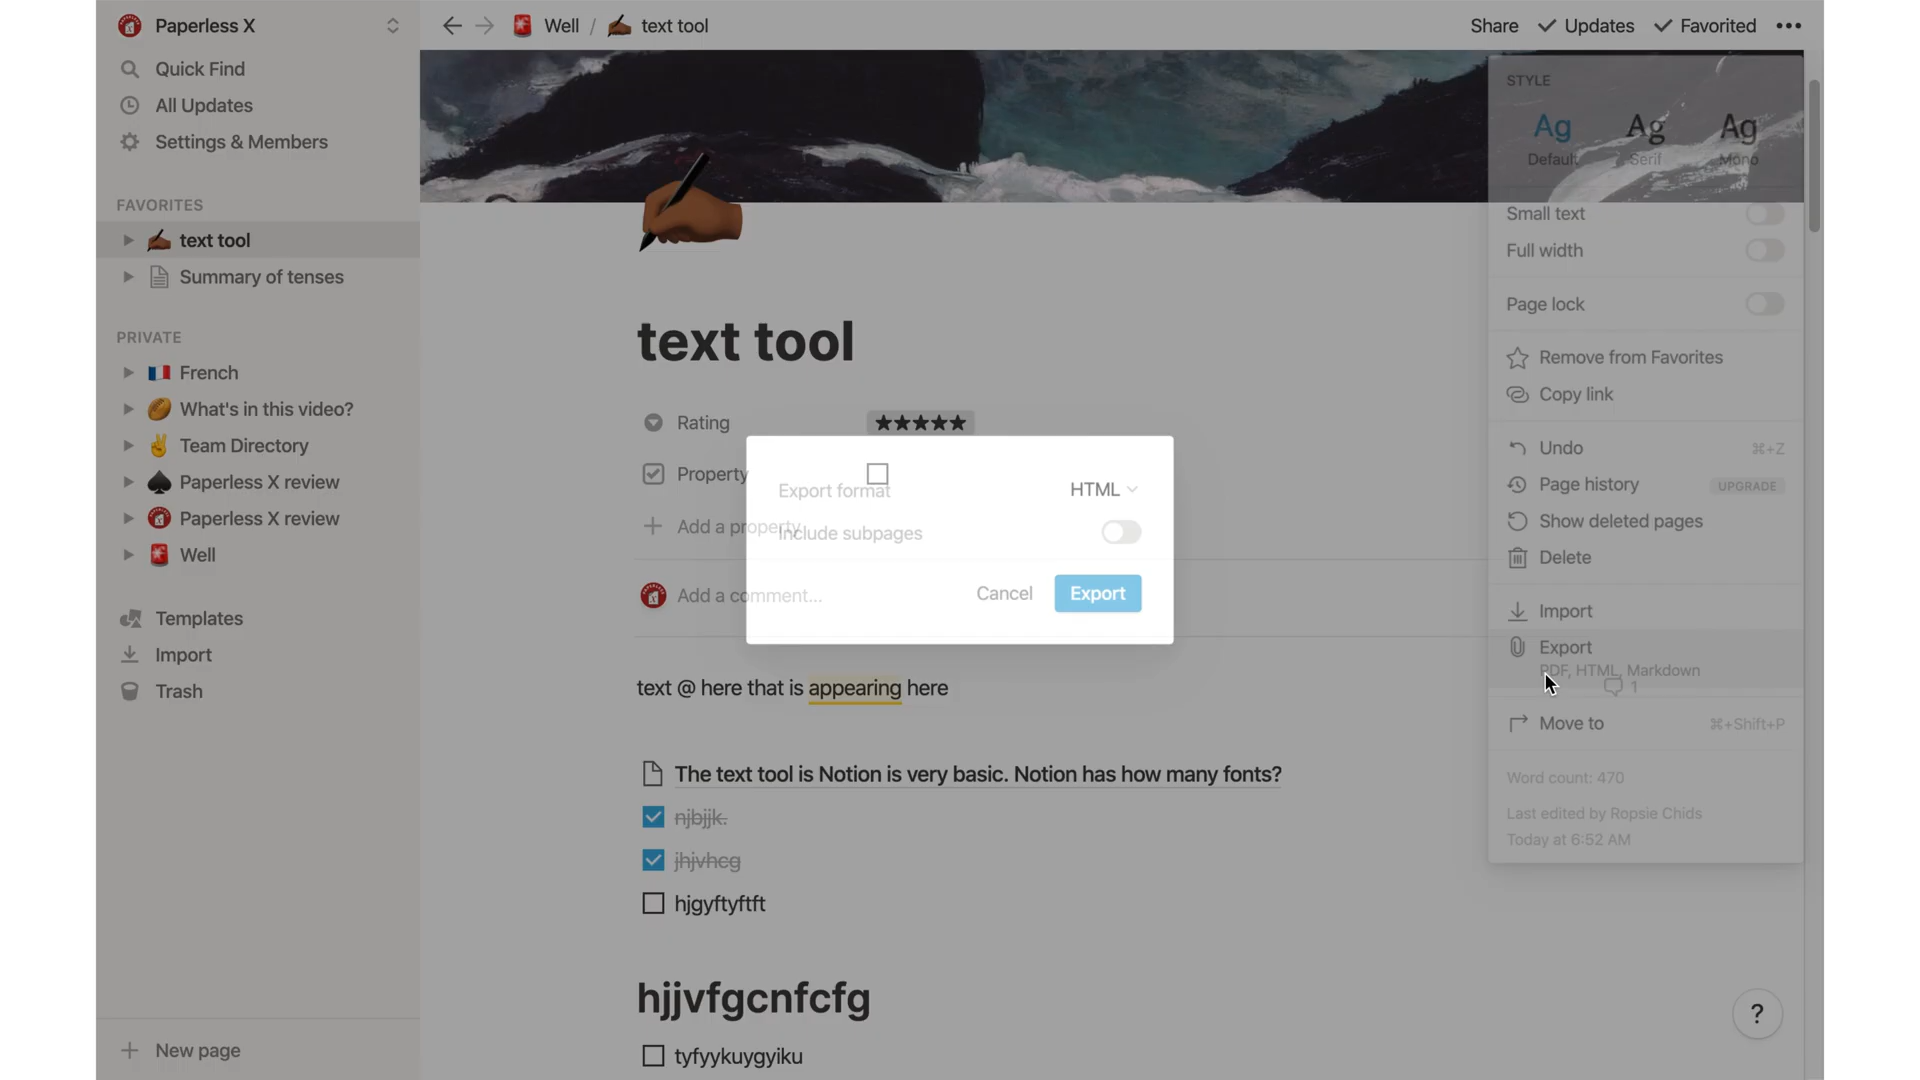 Paperless X
Quick Find
All Updates
Settings & Members
FAVORITES
text tool
Summary of tenses
PRIVATE
French
What's in this video?
Team Directory
Paperless X review
Paperless X review
Well
Templates
Import
Trash
New page
Well / text tool
Share Updates Favorited
text tool
Rating ★★★★★
Property
Add a property
Add a comment...
Export format HTML
Include subpages
Cancel Export
text @ here that is appearing here
1
The text tool is Notion is very basic. Notion has how many fonts?
njbjjk.
jhjvhcg
hjgyftyftft
hjjvfgcnfcfg
tyfyykuygyiku
STYLE
Ag Ag Ag
Default Serif Mono
Small text
Full width
Page lock
Remove from Favorites
Copy link
Undo ⌘+Z
Page history UPGRADE
Show deleted pages
Delete
Import
Export
PDF, HTML, Markdown
Move to ⌘+Shift+P
Word count: 470
Last edited by Ropsie Chids
Today at 6:52 AM
?